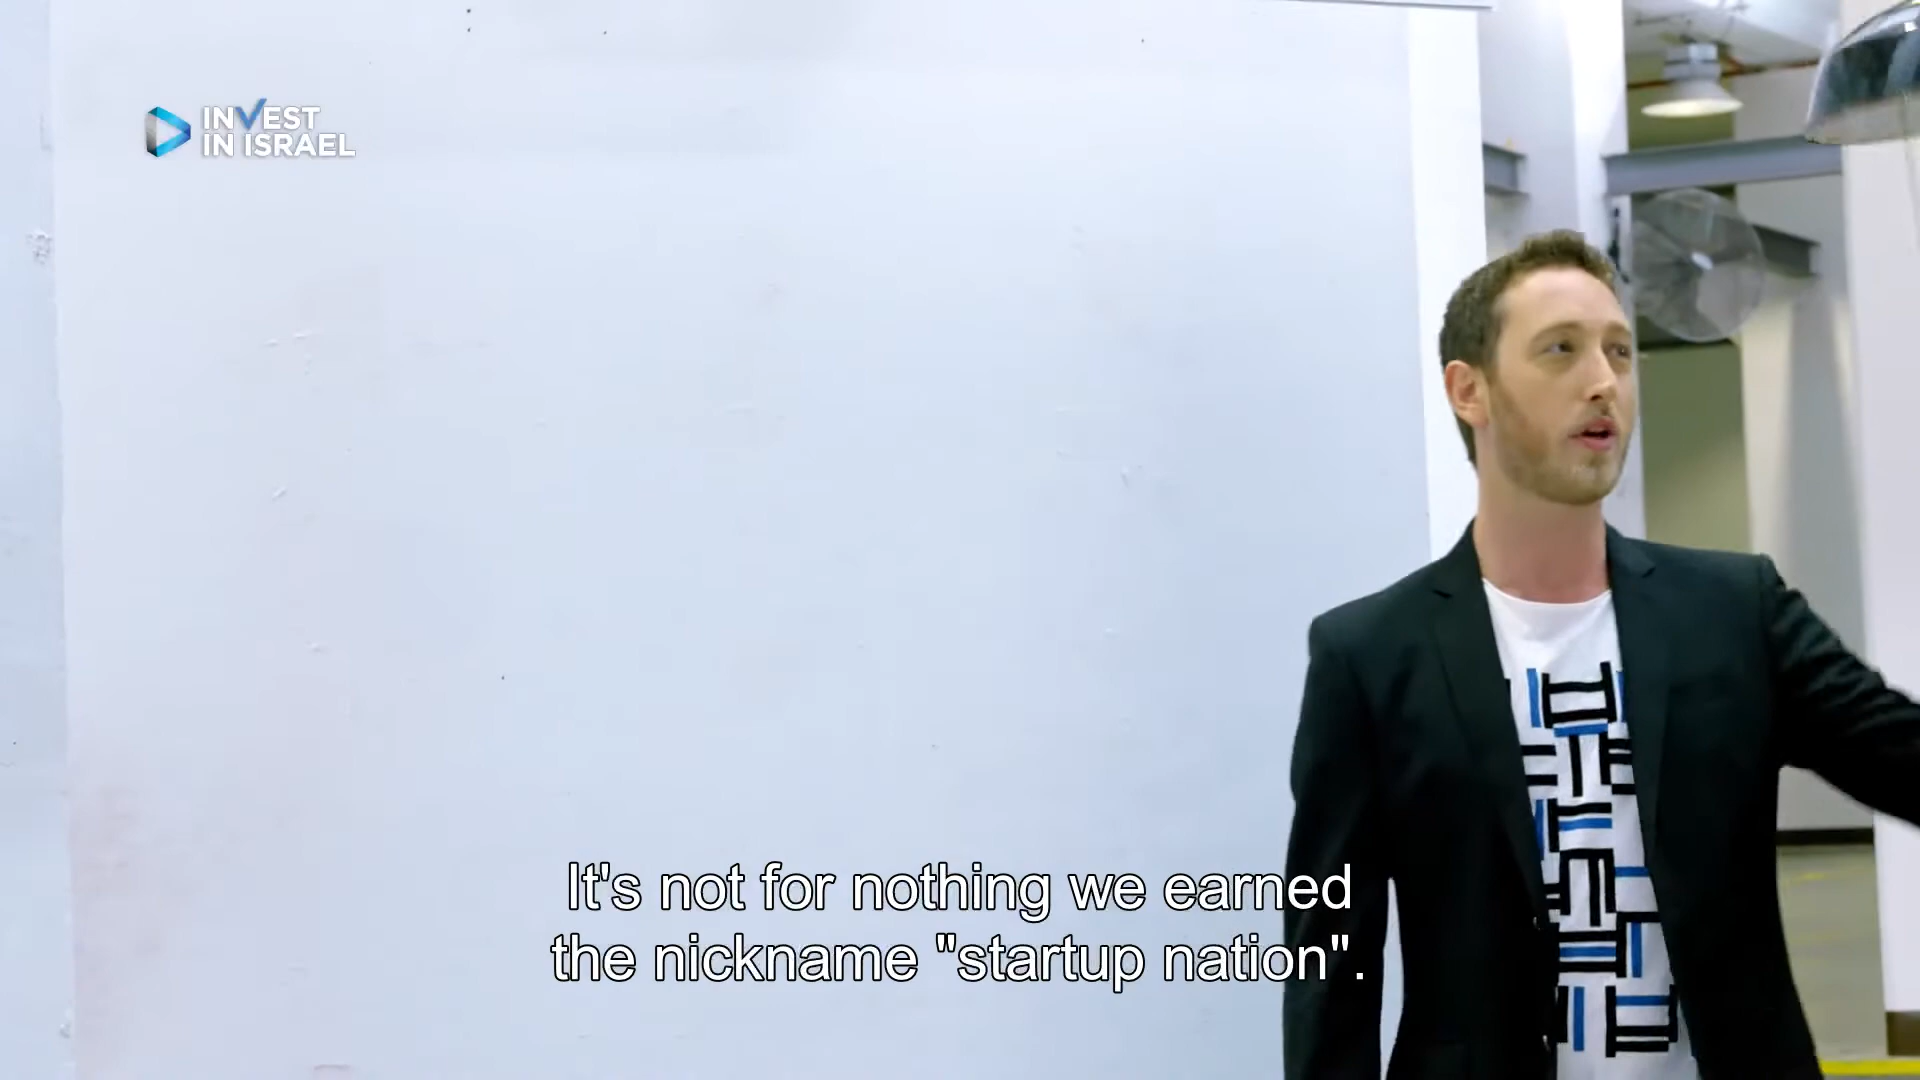 INVEST
IN ISRAEL
It's not for nothing we earned
the nickname "startup nation".